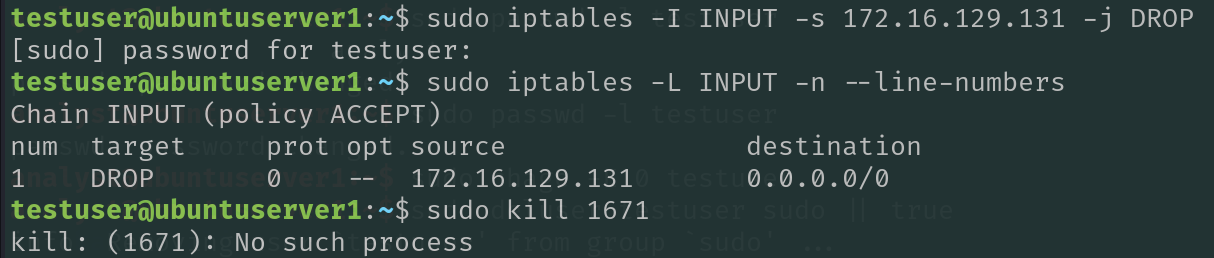 testuser@ubuntuserver1:~$ sudo iptables -I INPUT -s 172.16.129.131 -j DROP
[sudo] password for testuser:
testuser@ubuntuserver1:~$ sudo iptables -L INPUT -n --line-numbers
Chain INPUT (policy ACCEPT)
num  target     prot opt source               destination
1    DROP       0    --  172.16.129.131       0.0.0.0/0
testuser@ubuntuserver1:~$ sudo kill 1671
kill: (1671): No such process